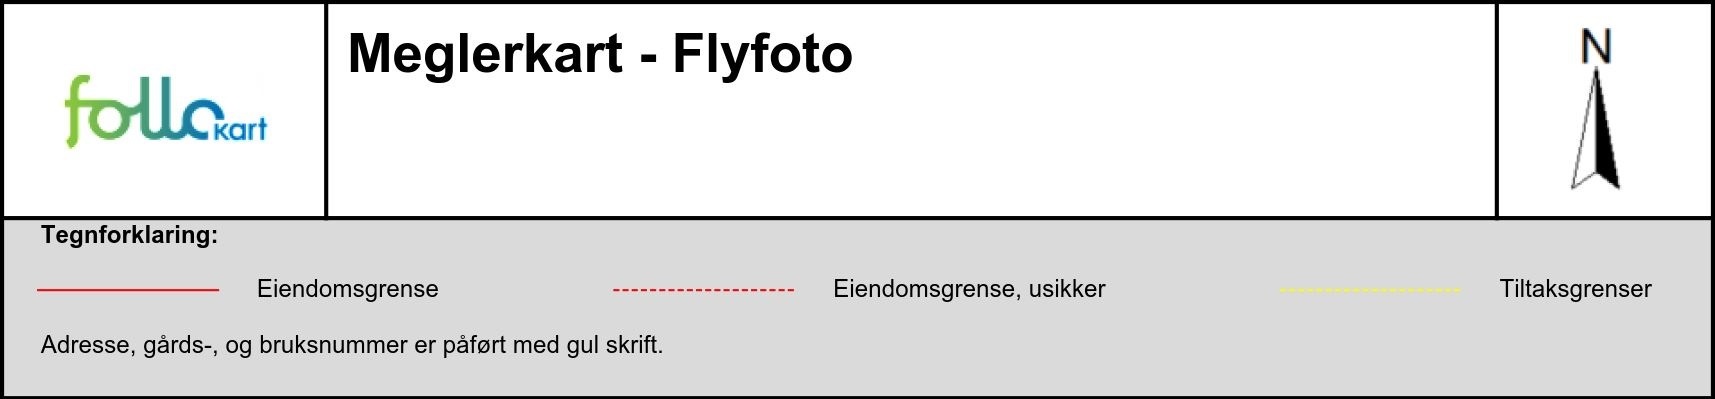 follo kart
Meglerkart - Flyfoto
N
Tegnforklaring:
Eiendomsgrense
Eiendomsgrense, usikker
Tiltaksgrenser
Adresse, gårds-, og bruksnummer er påført med gul skrift.